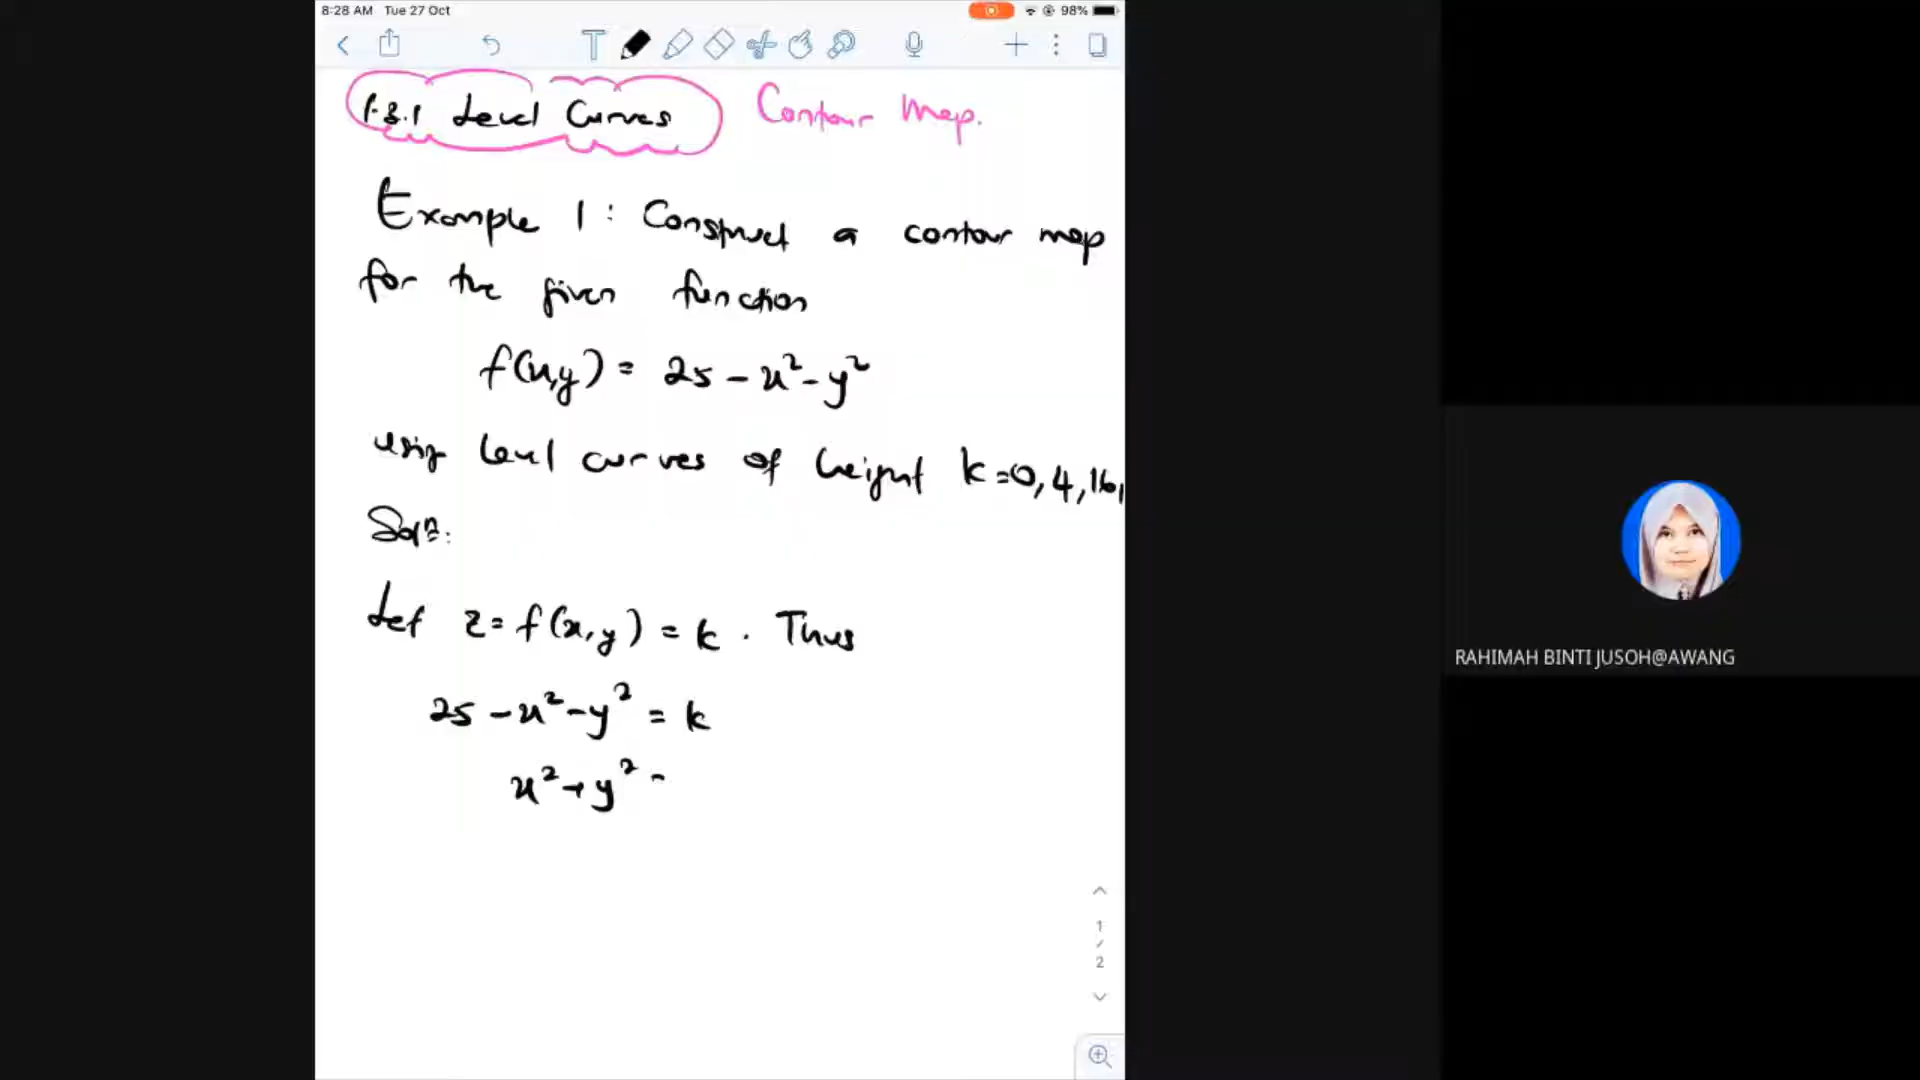 8:28 AM Tue 27 Oct
98%
1.3.1 Level Curves Contour Map.
Example 1: Construct a contour map
for the given function
f(x,y) = 25 - x² - y²
using level curves of height k=0,4,16,
Sol<u>n</u>:
Let z = f(x,y) = k. Thus
25 - x² - y² = k
x² + y² =
RAHIMAH BINTI JUSOH@AWANG
1
/
2